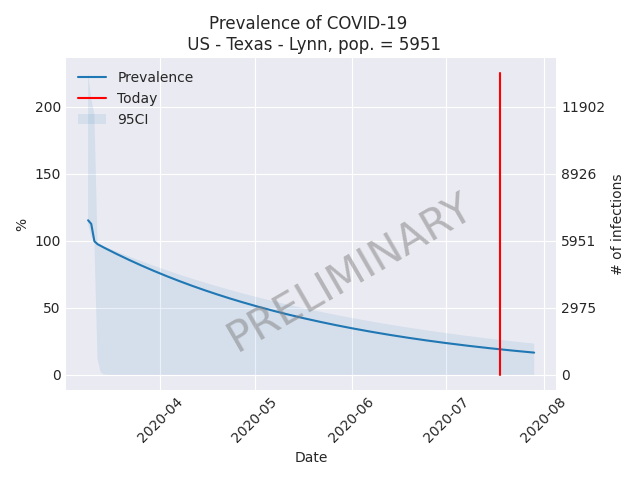 Prevalence of COVID-19
US - Texas - Lynn, pop. = 5951
Prevalence
Today
95CI
200
150
100
50
0
%
11902
8926
5951
2975
0
# of infections
PRELIMINARY
2020-04
2020-05
2020-06
2020-07
2020-08
Date